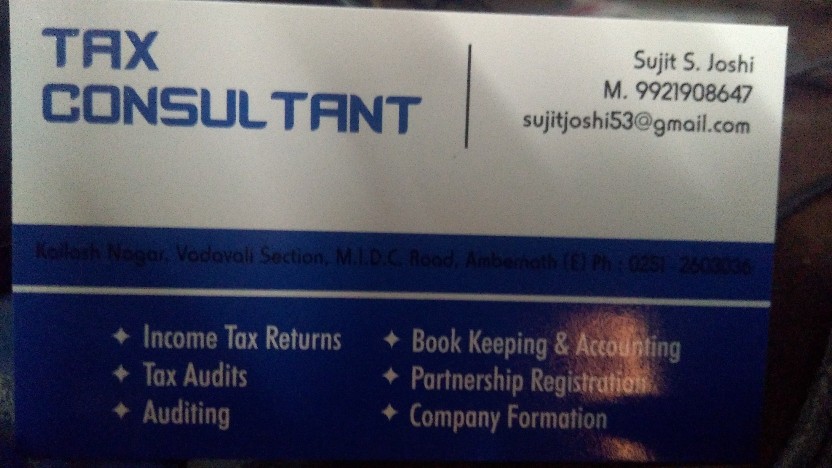 TAX
CONSULTANT
Sujit S. Joshi
M. 9921908647
sujitjoshi53@gmail.com
Kailash Nagar, Vadavali Section, M.I.D.C. Road, Ambernath (E) Ph : 0251 - 2603036
✦ Income Tax Returns
✦ Tax Audits
✦ Auditing
✦ Book Keeping & Accounting
✦ Partnership Registration
✦ Company Formation